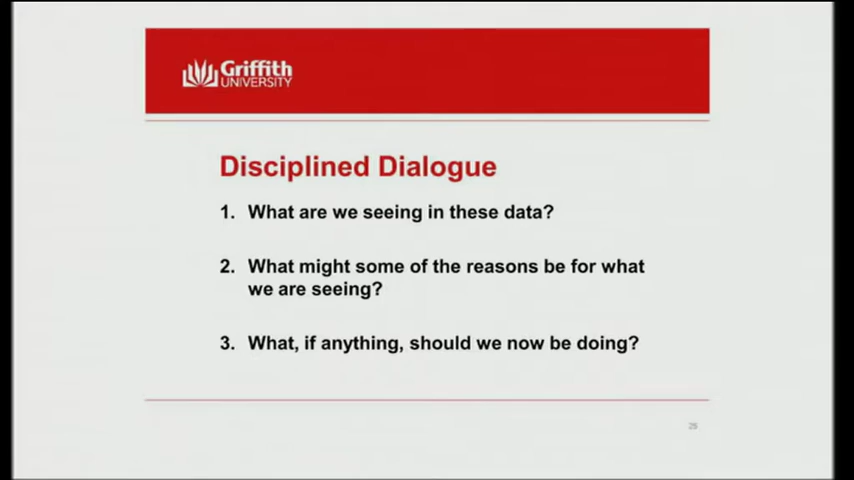 Griffith
UNIVERSITY
Disciplined Dialogue
1. What are we seeing in these data?
2. What might some of the reasons be for what
we are seeing?
3. What, if anything, should we now be doing?